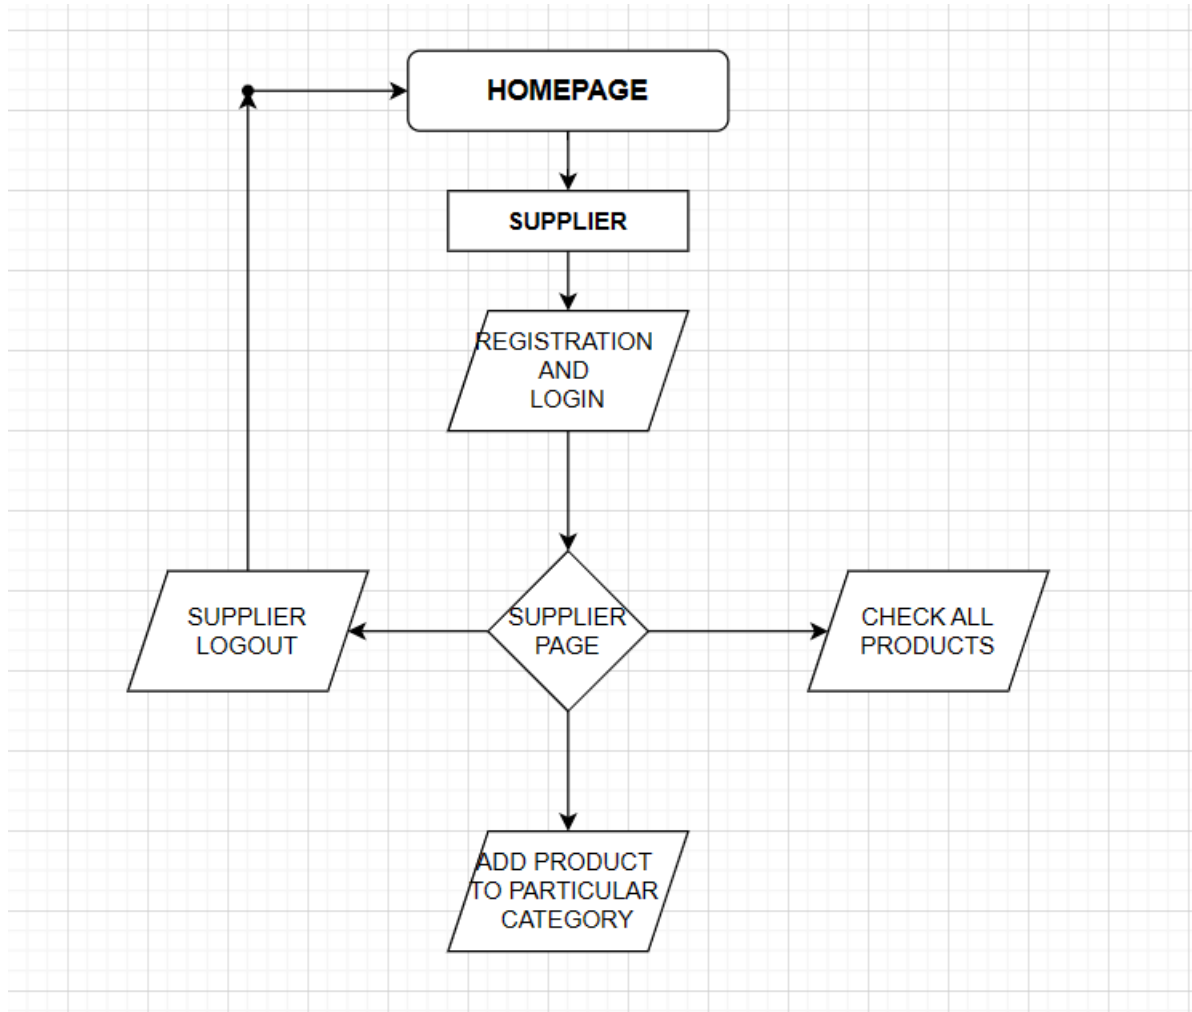 HOMEPAGE
SUPPLIER
REGISTRATION
AND
LOGIN
SUPPLIER
LOGOUT
SUPPLIER
PAGE
CHECK ALL
PRODUCTS
ADD PRODUCT
TO PARTICULAR
CATEGORY